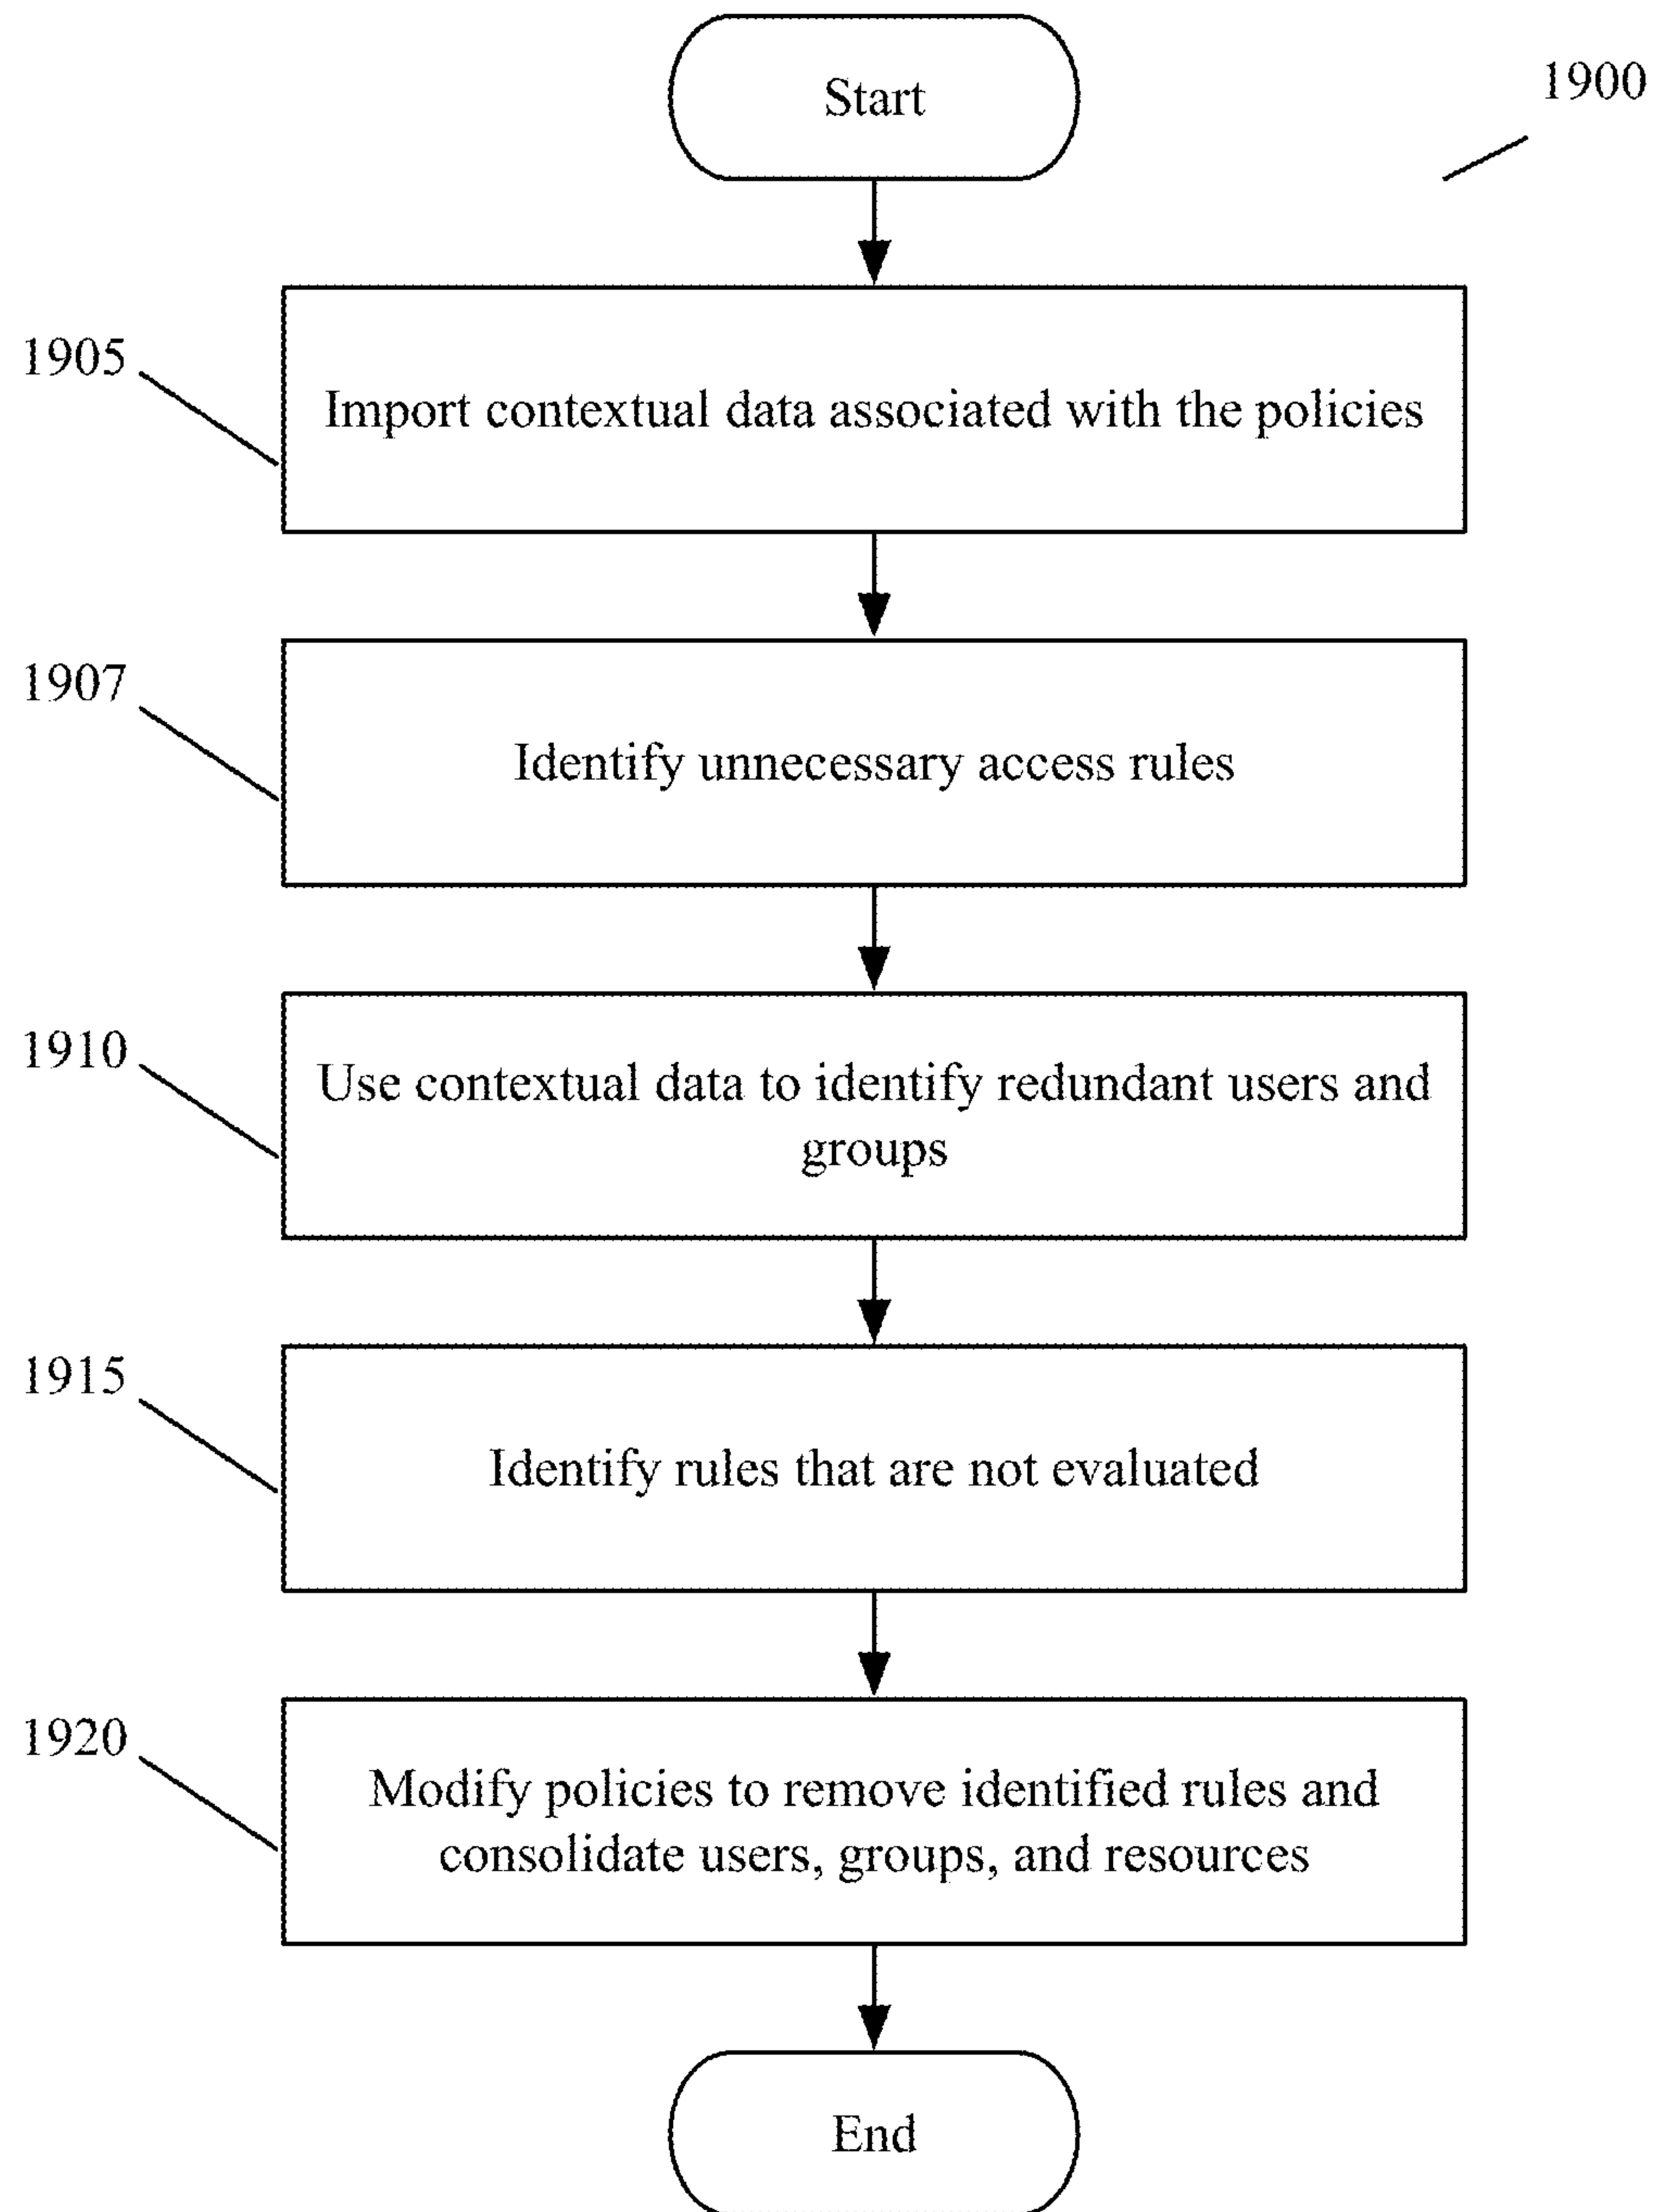 Start
1900
1905
Import contextual data associated with the policies
1907
Identify unnecessary access rules
1910
Use contextual data to identify redundant users and
groups
1915
Identify rules that are not evaluated
1920
Modify policies to remove identified rules and
consolidate users, groups, and resources
End